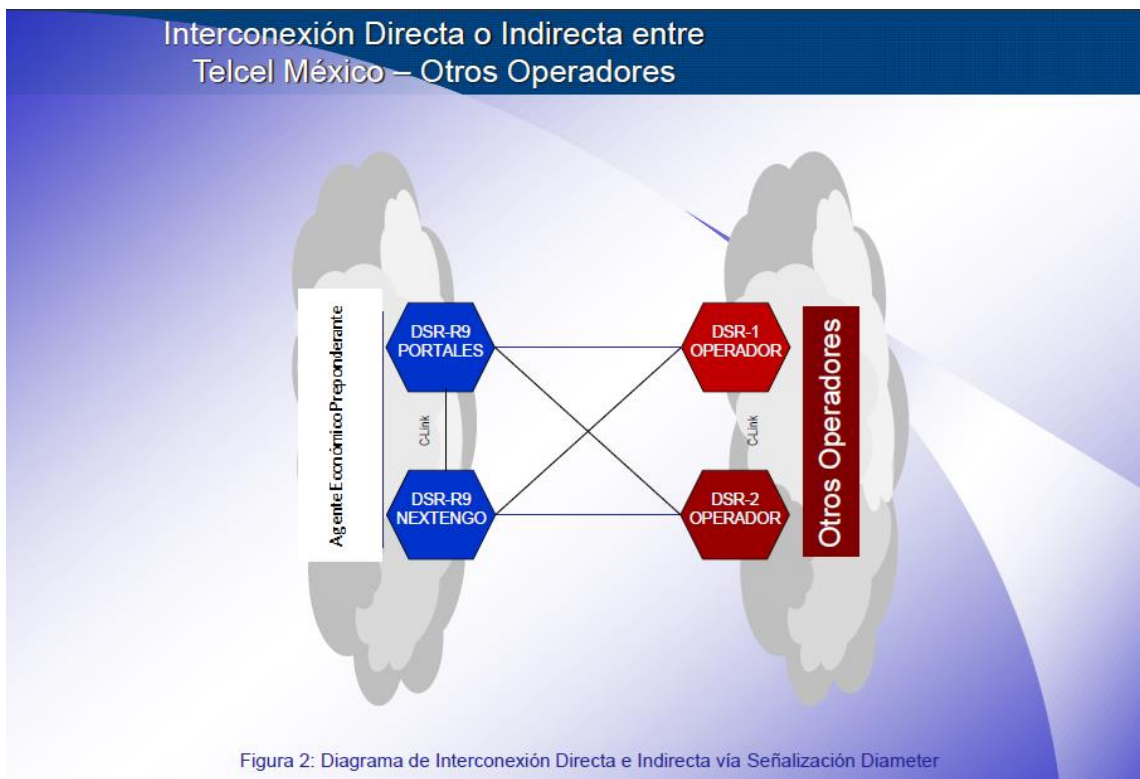 Interconexión Directa o Indirecta entre
Telcel México – Otros Operadores
Agente Económico Preponderante
DSR-R9
PORTALES
C-Link
DSR-R9
NEXTENGO
DSR-1
OPERADOR
C-Link
DSR-2
OPERADOR
Otros Operadores
Figura 2: Diagrama de Interconexión Directa e Indirecta vía Señalización Diameter